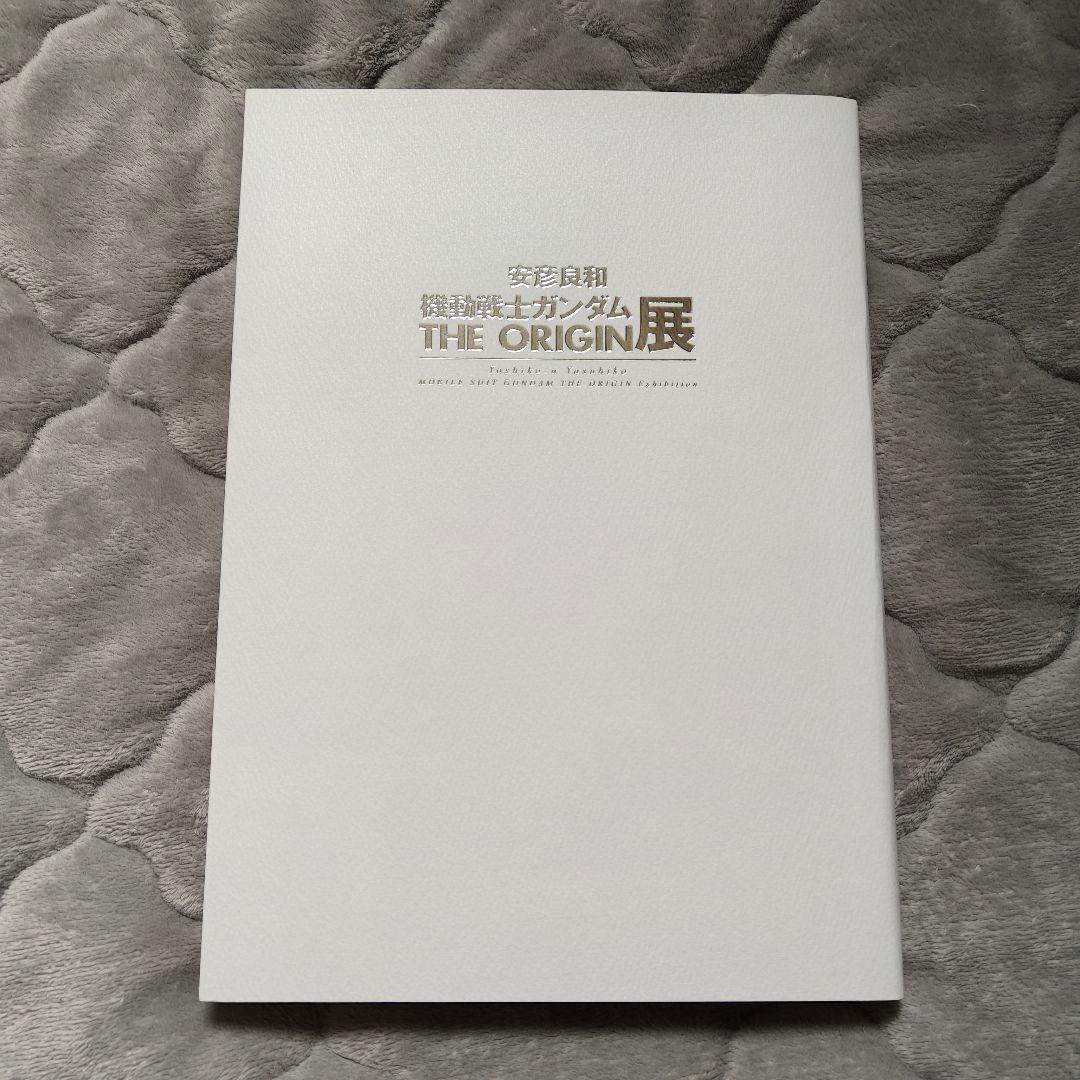 安彦良和
機動戦士ガンダム
THE ORIGIN展
Yoshikazu Yasuhiko
MOBILE SUIT GUNDAM THE ORIGIN Exhibition